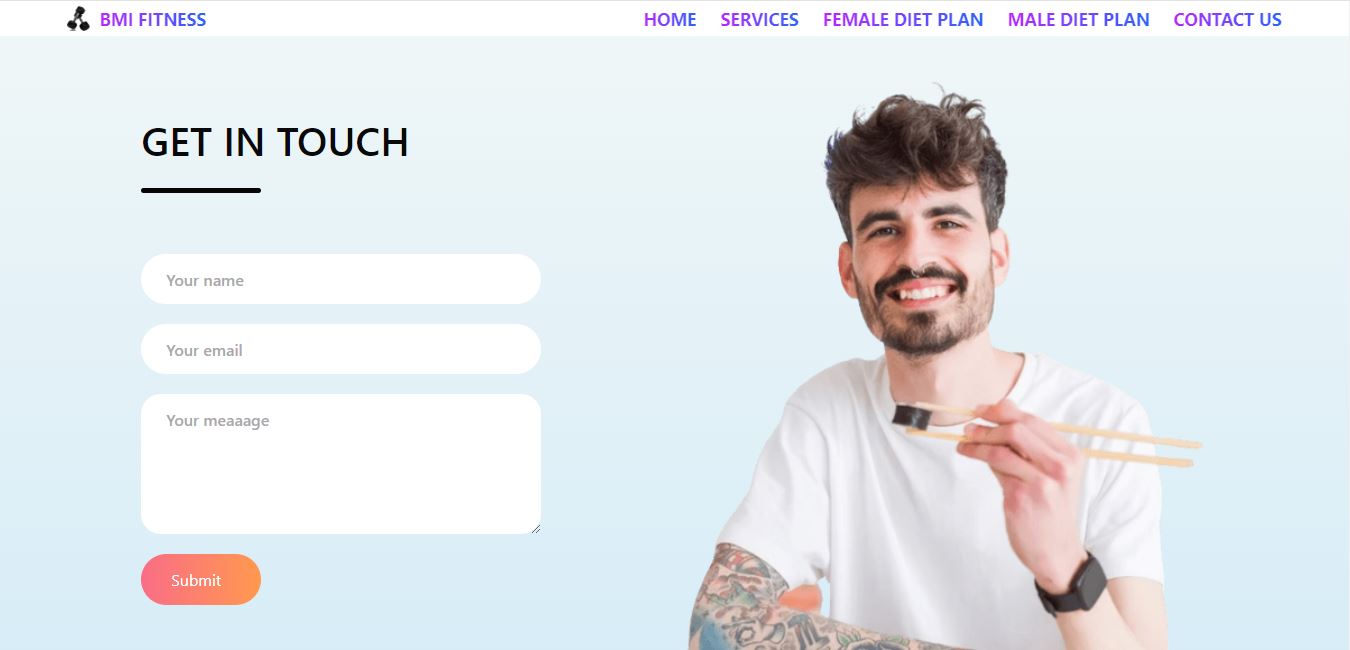 BMI FITNESS HOME SERVICES FEMALE DIET PLAN MALE DIET PLAN CONTACT US
GET IN TOUCH
Your name
Your email
Your meaaage
Submit